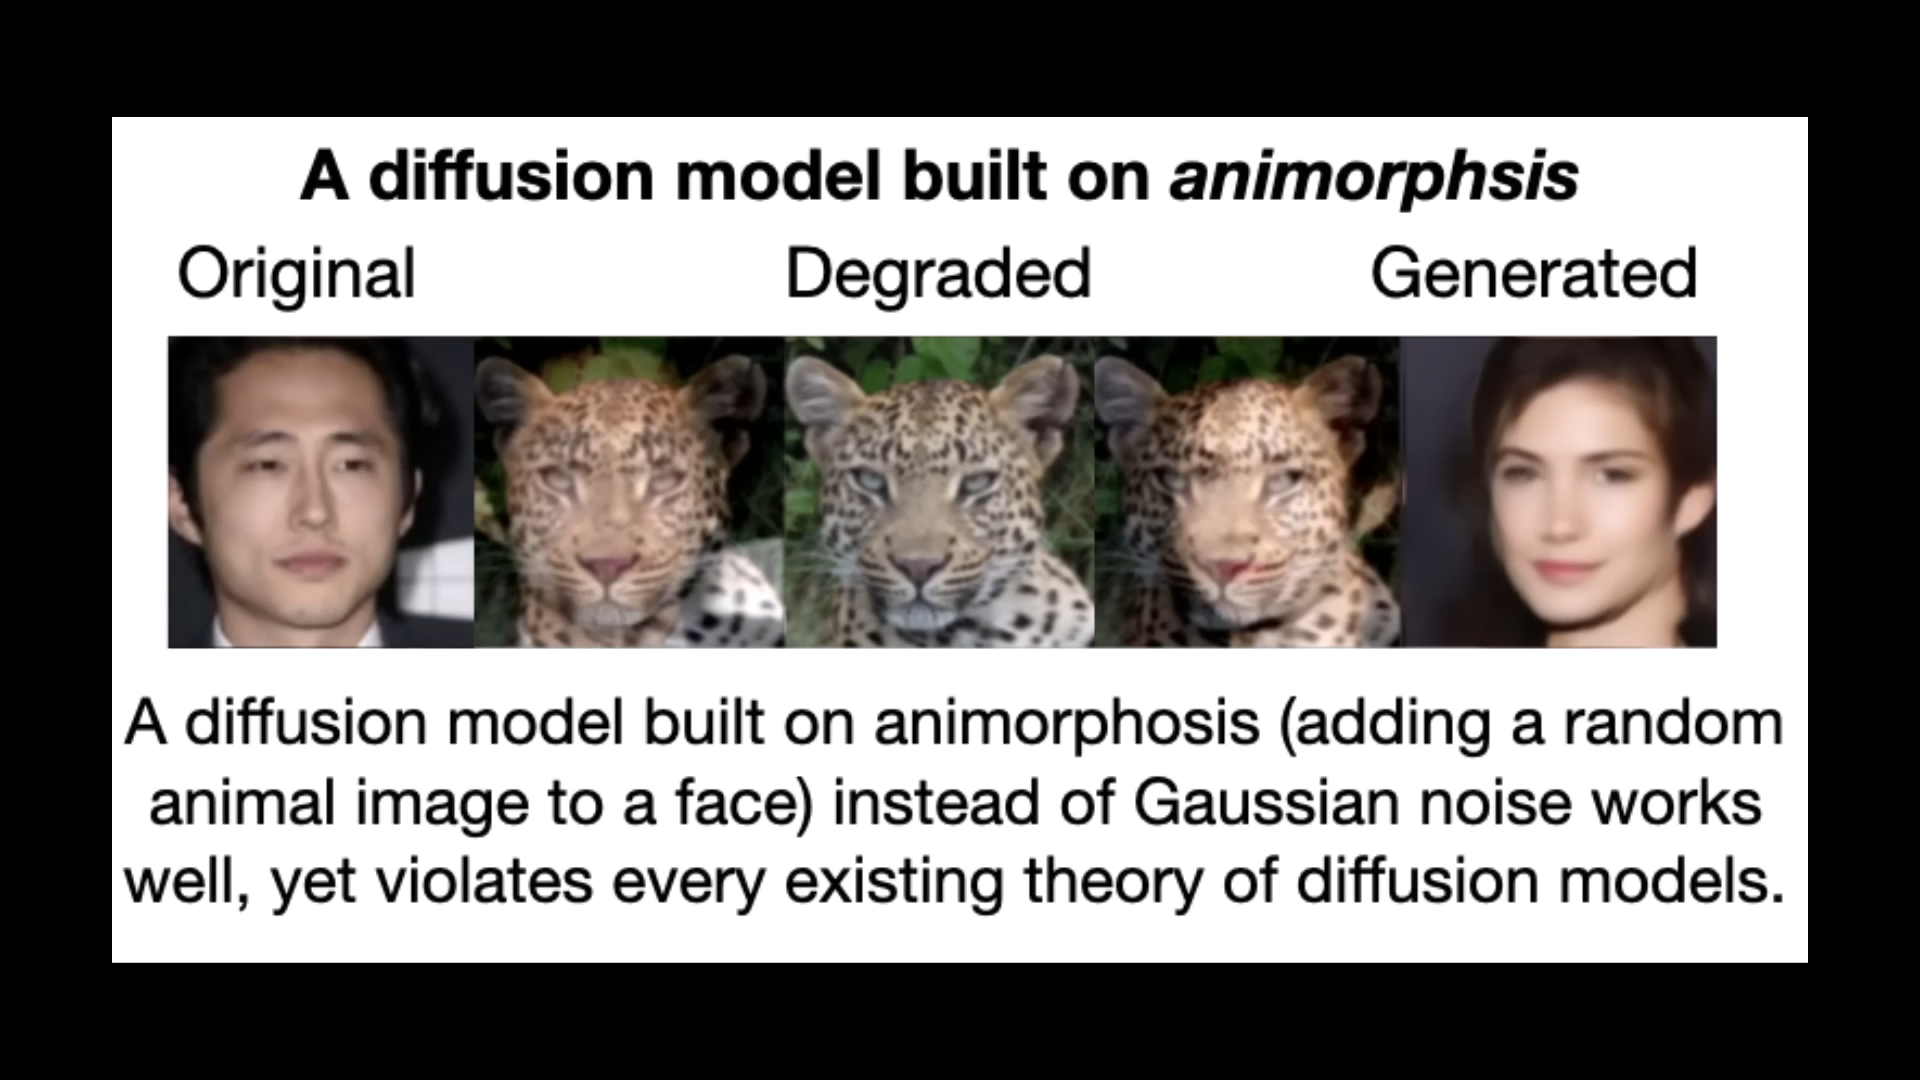 A diffusion model built on animorphsis
Original Degraded Generated
A diffusion model built on animorphosis (adding a random
animal image to a face) instead of Gaussian noise works
well, yet violates every existing theory of diffusion models.